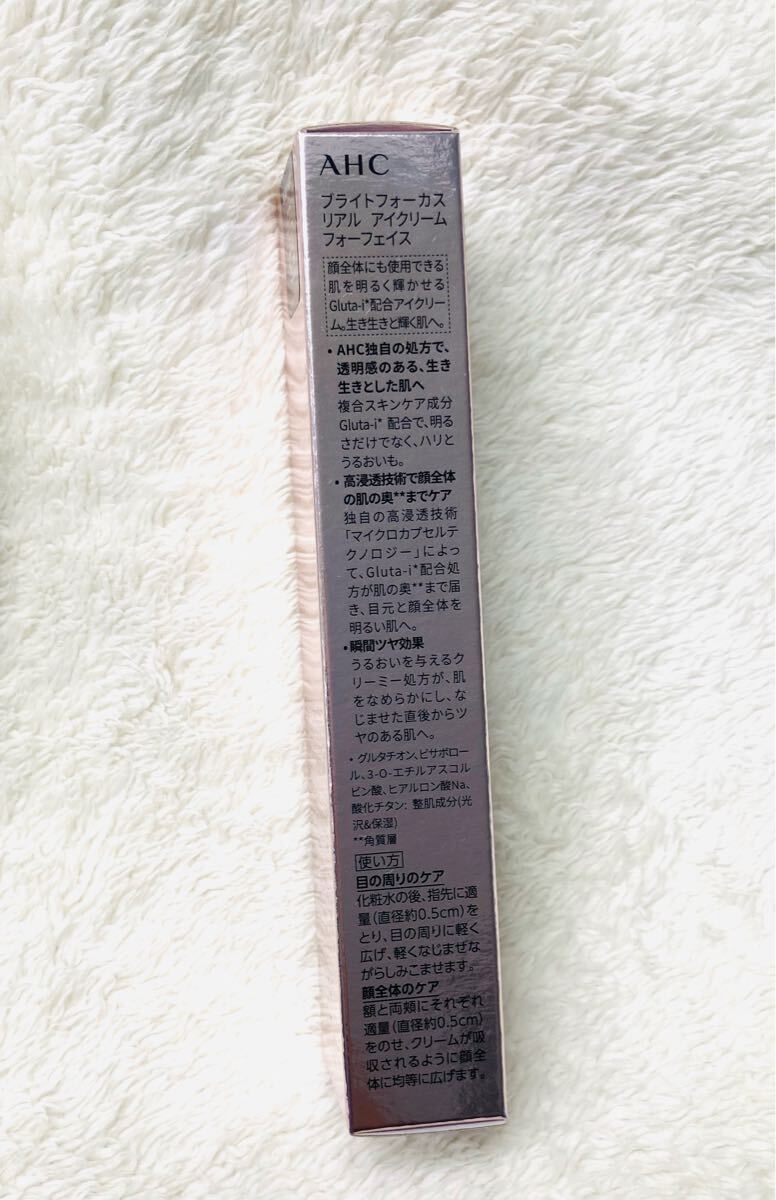 AHC
ブライトフォーカス
リアル アイクリーム
フォーフェイス
顔全体にも使用できる
肌を明るく輝かせる
Gluta-i*配合アイクリー
ム。生き生きと輝く肌へ。
• AHC独自の処方で、
透明感のある、生き
生きとした肌へ
複合スキンケア成分
Gluta-i* 配合で、明る
さだけでなく、ハリと
うるおいも。
• 高浸透技術で顔全体
の肌の奥**までケア
独自の高浸透技術
「マイクロカプセルテ
クノロジー」によっ
て、Gluta-i*配合処
方が肌の奥**まで届
き、目元と顔全体を
明るい肌へ。
• 瞬間ツヤ効果
うるおいを与えるク
リーミー処方が、肌
をなめらかにし、な
じませた直後からツ
ヤのある肌へ。
• グルタチオン、ビサボロー
ル、3-O-エチルアスコル
ビン酸、ヒアルロン酸Na、
酸化チタン: 整肌成分(光
沢&保湿)
**角質層
使い方
目の周りのケア
化粧水の後、指先に適
量(直径約0.5cm)を
とり、目の周りに軽く
広げ、軽くなじませな
がらしみこませます。
顔全体のケア
額と両頬にそれぞれ
適量(直径約0.5cm)
をのせ、クリームが吸
収されるように顔全
体に均等に広げます。